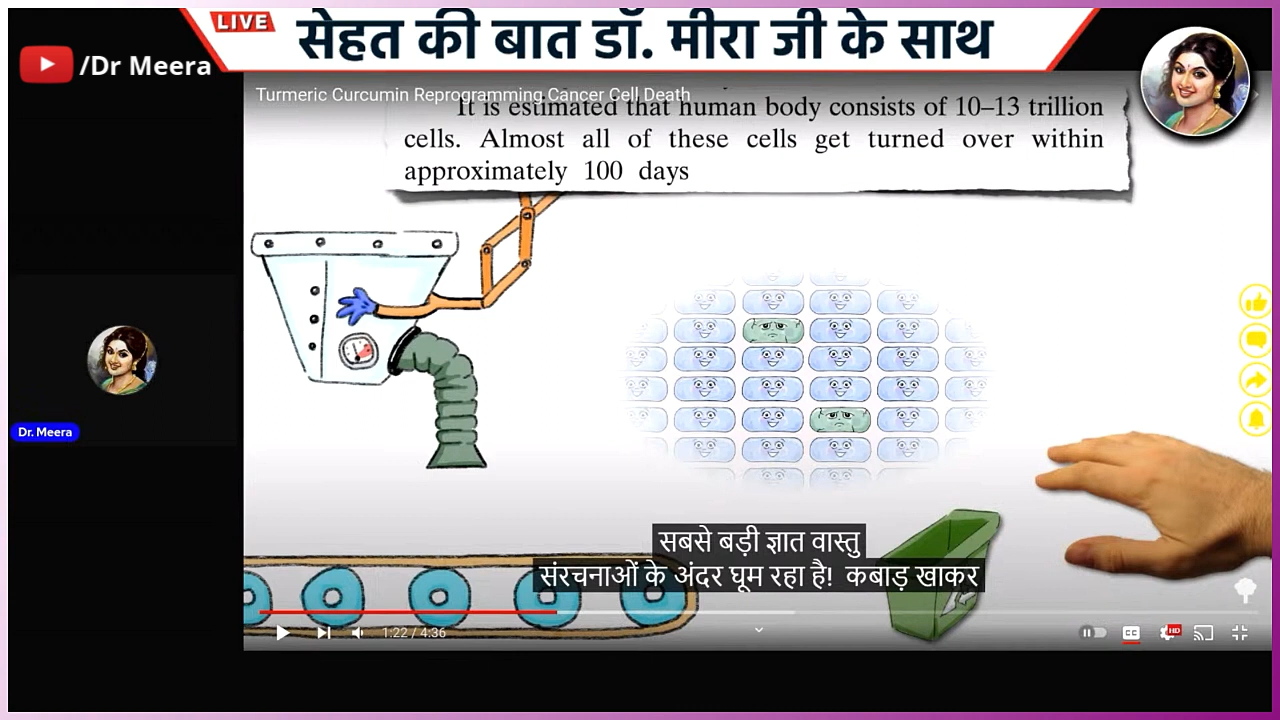 LIVE
सेहत की बात डॉ. मीरा जी के साथ
/Dr Meera
Turmeric Curcumin Reprogramming Cancer Cell Death
It is estimated that human body consists of 10–13 trillion
cells. Almost all of these cells get turned over within
approximately 100 days
Dr. Meera
सबसे बड़ी ज्ञात वास्तु
संरचनाओं के अंदर घूम रहा है! कबाड़ खाकर
1:22 / 4:36
CC
HD